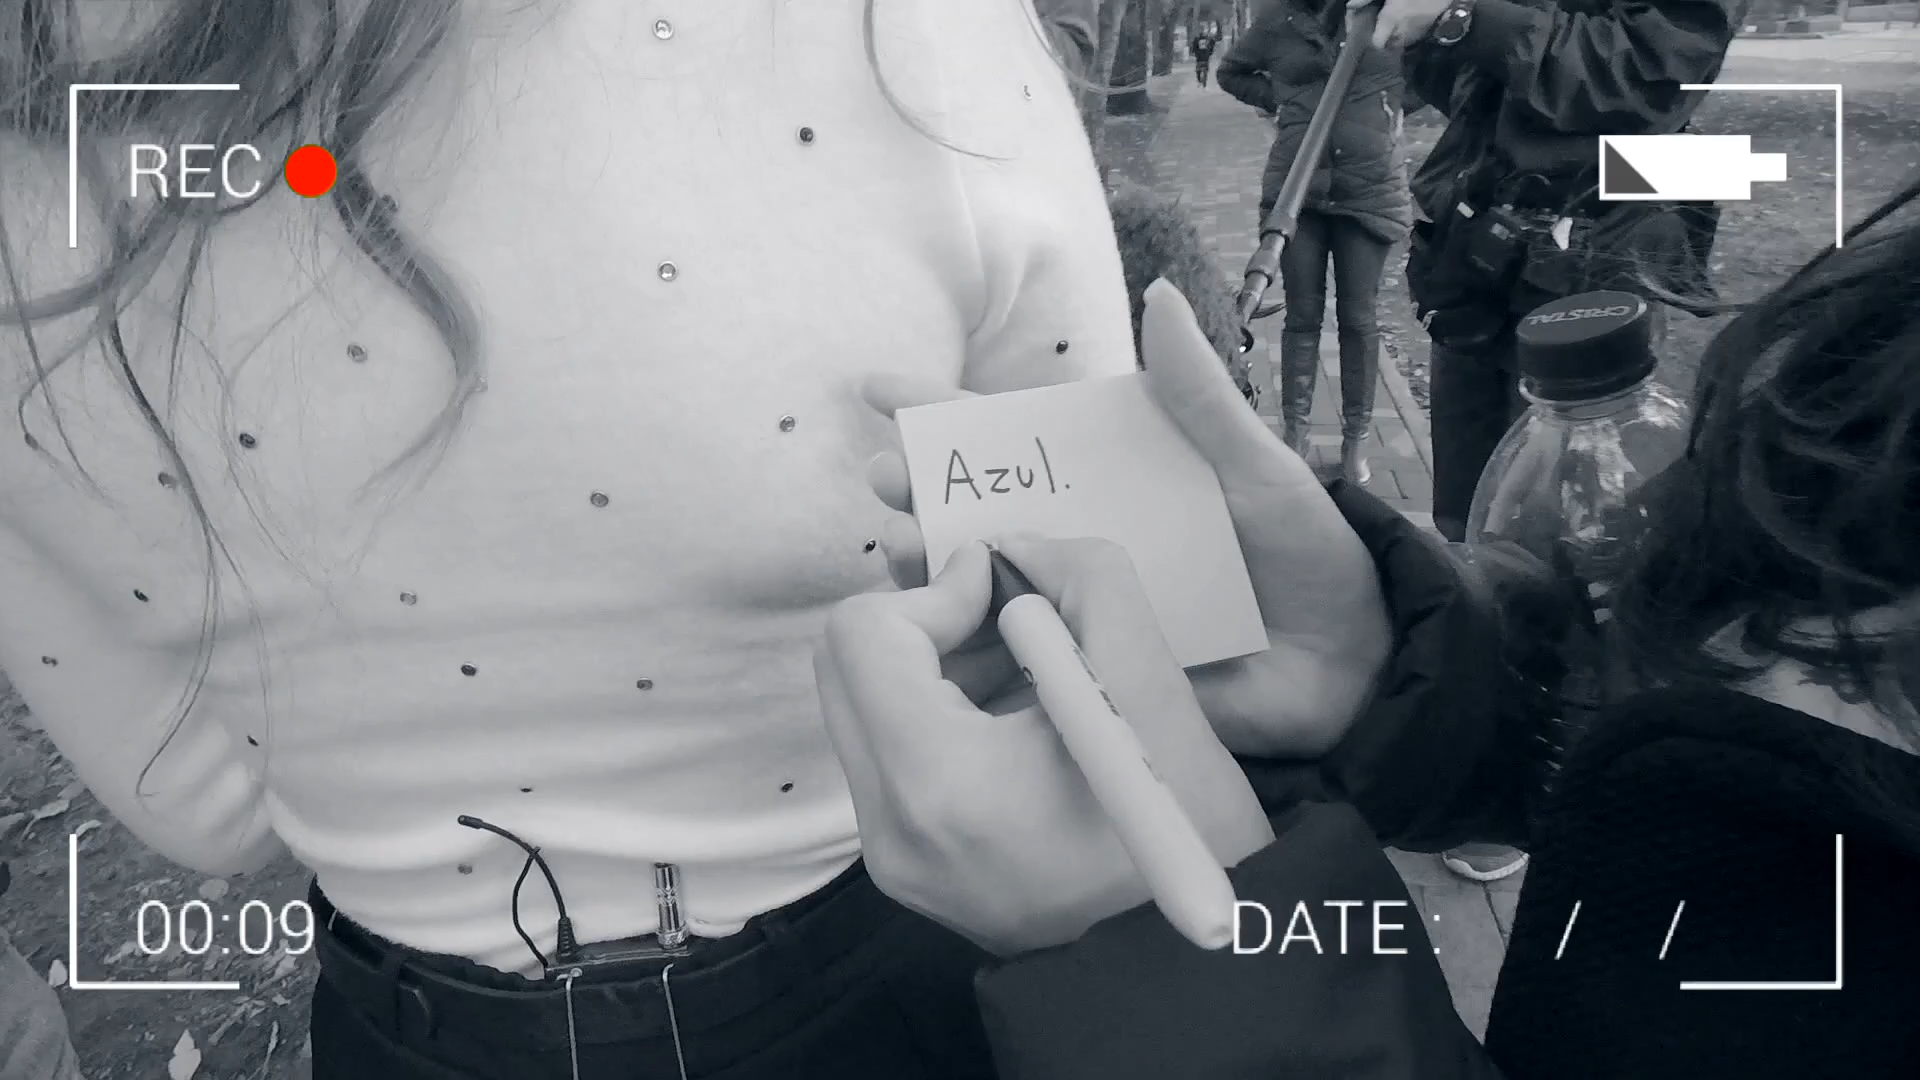 REC
CRISTAL
Azul.
00:09
DATE: / /